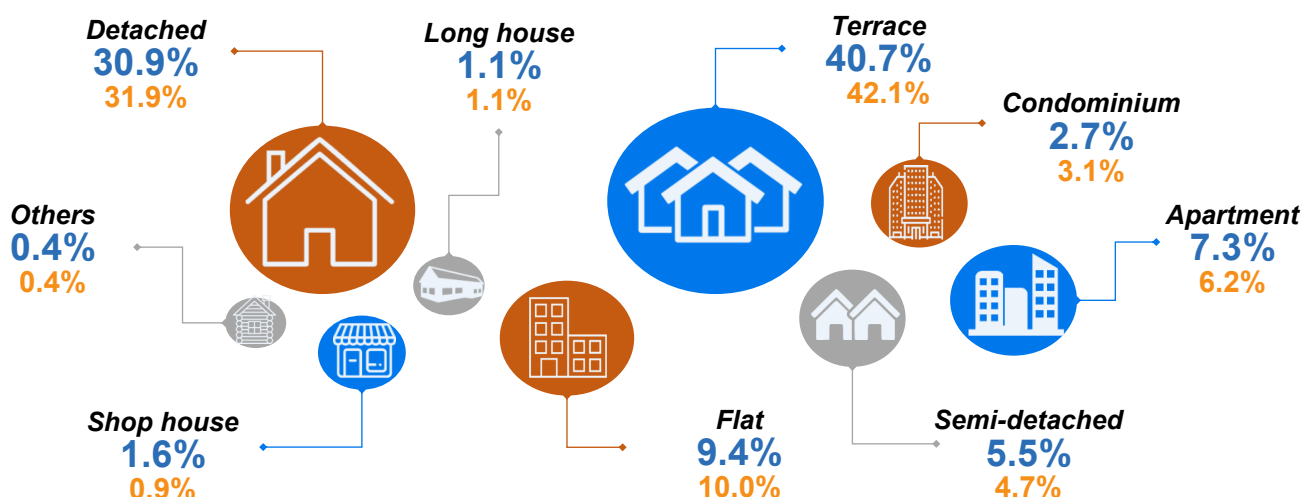 Detached
30.9%
31.9%
Long house
1.1%
1.1%
Terrace
40.7%
42.1%
Condominium
2.7%
3.1%
Others
0.4%
0.4%
Apartment
7.3%
6.2%
Shop house
1.6%
0.9%
Flat
9.4%
10.0%
Semi-detached
5.5%
4.7%